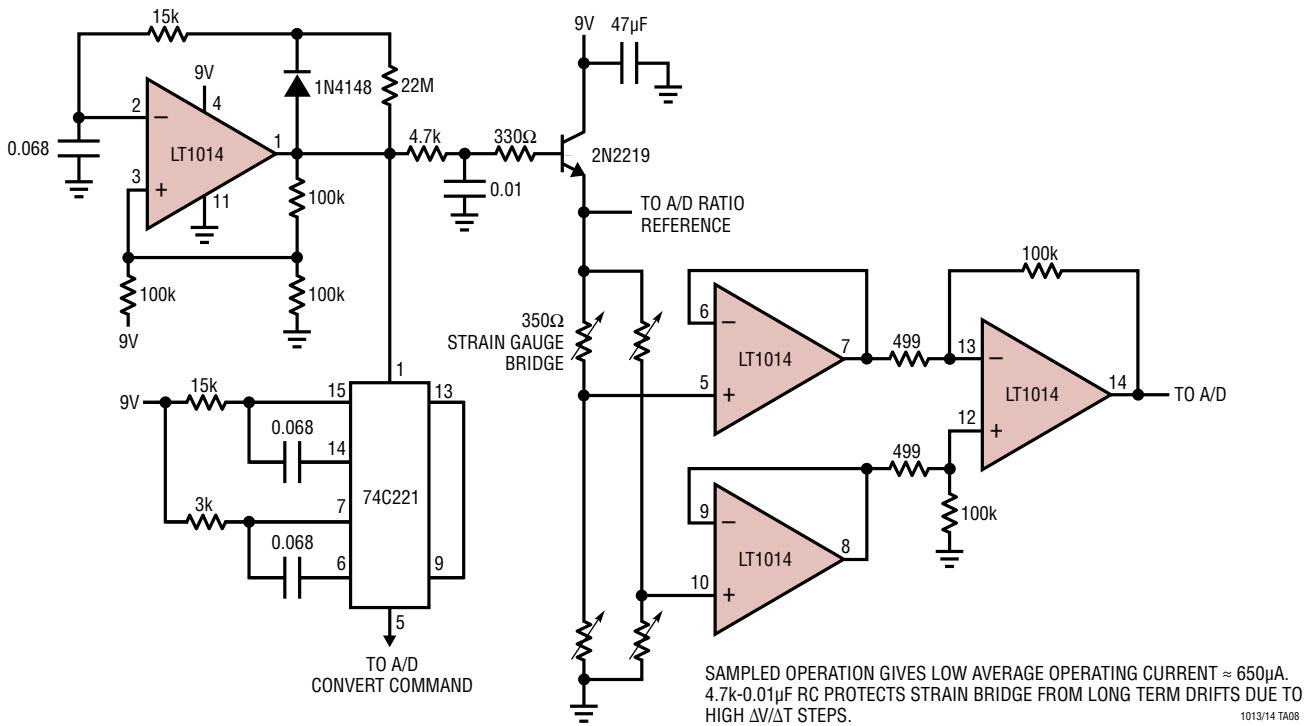 15k
9V
1N4148
22M
2
4
−
LT1014
1
0.068
3
+
11
100k
100k
100k
9V
4.7k
330Ω
0.01
9V
47µF
2N2219
TO A/D RATIO
REFERENCE
350Ω
STRAIN GAUGE
BRIDGE
6
−
LT1014
7
5
+
499
100k
13
−
LT1014
14
TO A/D
12
+
499
100k
9
−
LT1014
8
10
+
1
9V
15k
15
13
0.068
14
74C221
3k
7
0.068
6
9
5
TO A/D
CONVERT COMMAND
SAMPLED OPERATION GIVES LOW AVERAGE OPERATING CURRENT ≈ 650µA.
4.7k-0.01µF RC PROTECTS STRAIN BRIDGE FROM LONG TERM DRIFTS DUE TO
HIGH ∆V/∆T STEPS.
1013/14 TA08